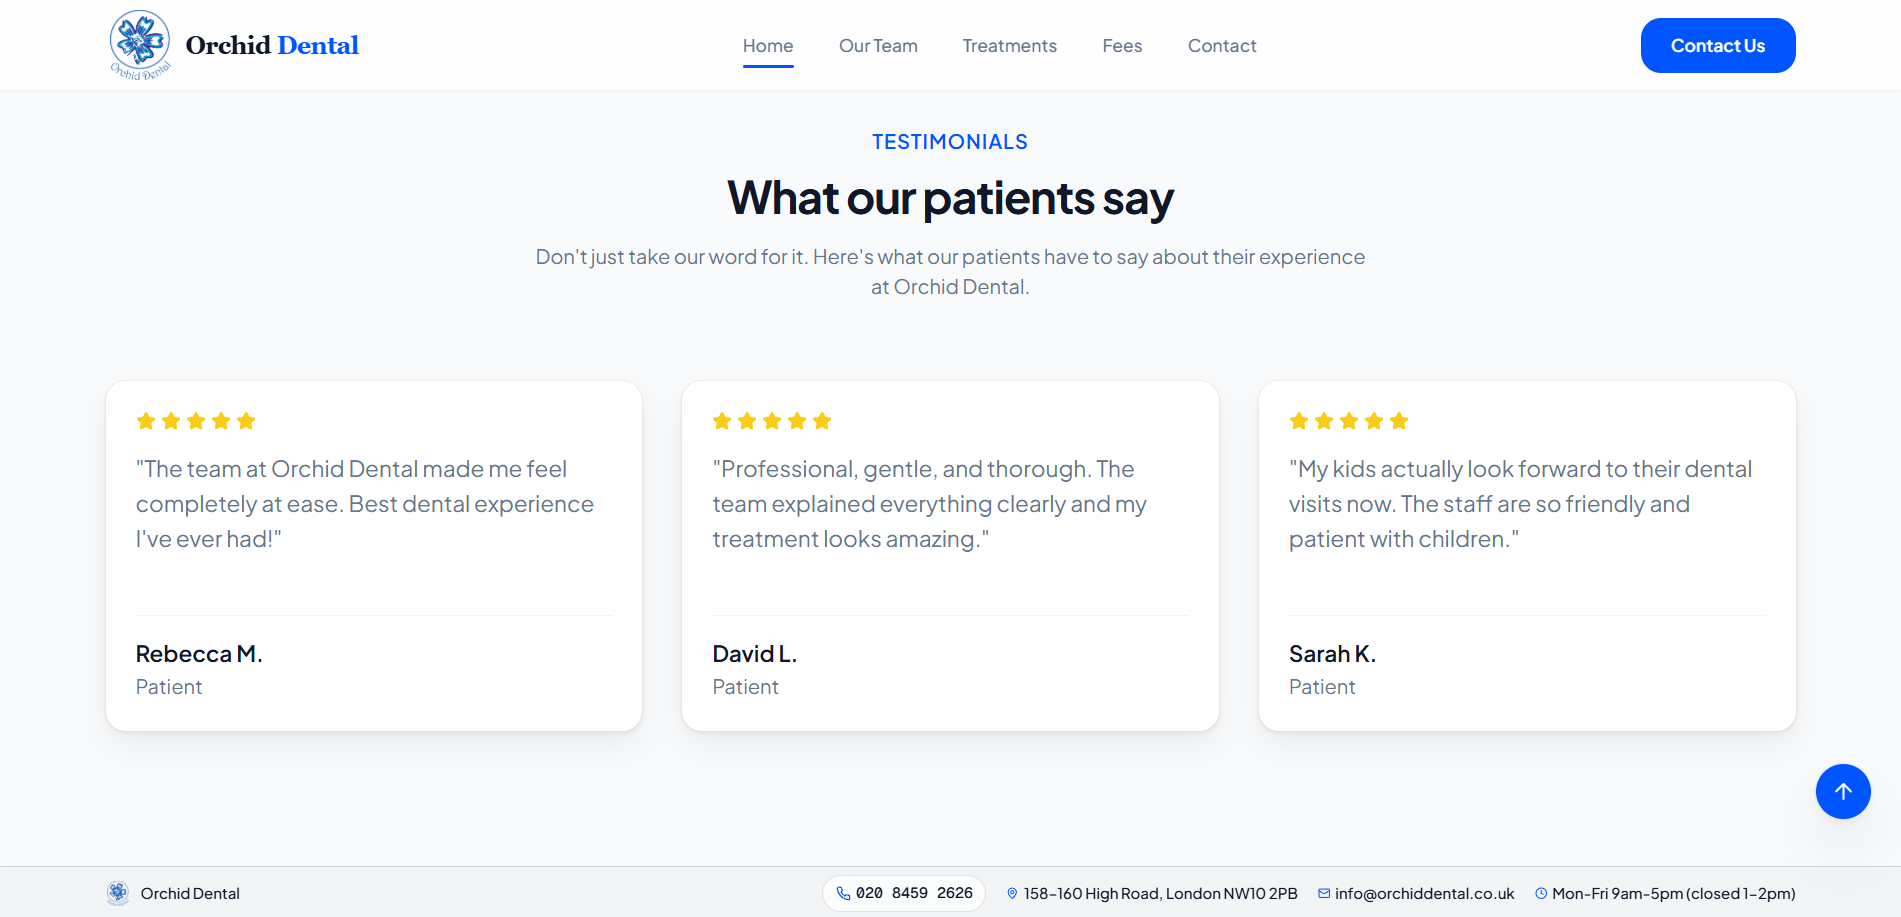 Orchid Dental
Orchid Dental
Home
Our Team
Treatments
Fees
Contact
Contact Us
TESTIMONIALS
What our patients say
Don't just take our word for it. Here's what our patients have to say about their experience
at Orchid Dental.
"The team at Orchid Dental made me feel
completely at ease. Best dental experience
I've ever had!"
Rebecca M.
Patient
"Professional, gentle, and thorough. The
team explained everything clearly and my
treatment looks amazing."
David L.
Patient
"My kids actually look forward to their dental
visits now. The staff are so friendly and
patient with children."
Sarah K.
Patient
Orchid Dental
020 8459 2626
158-160 High Road, London NW10 2PB
info@orchiddental.co.uk
Mon-Fri 9am-5pm (closed 1-2pm)